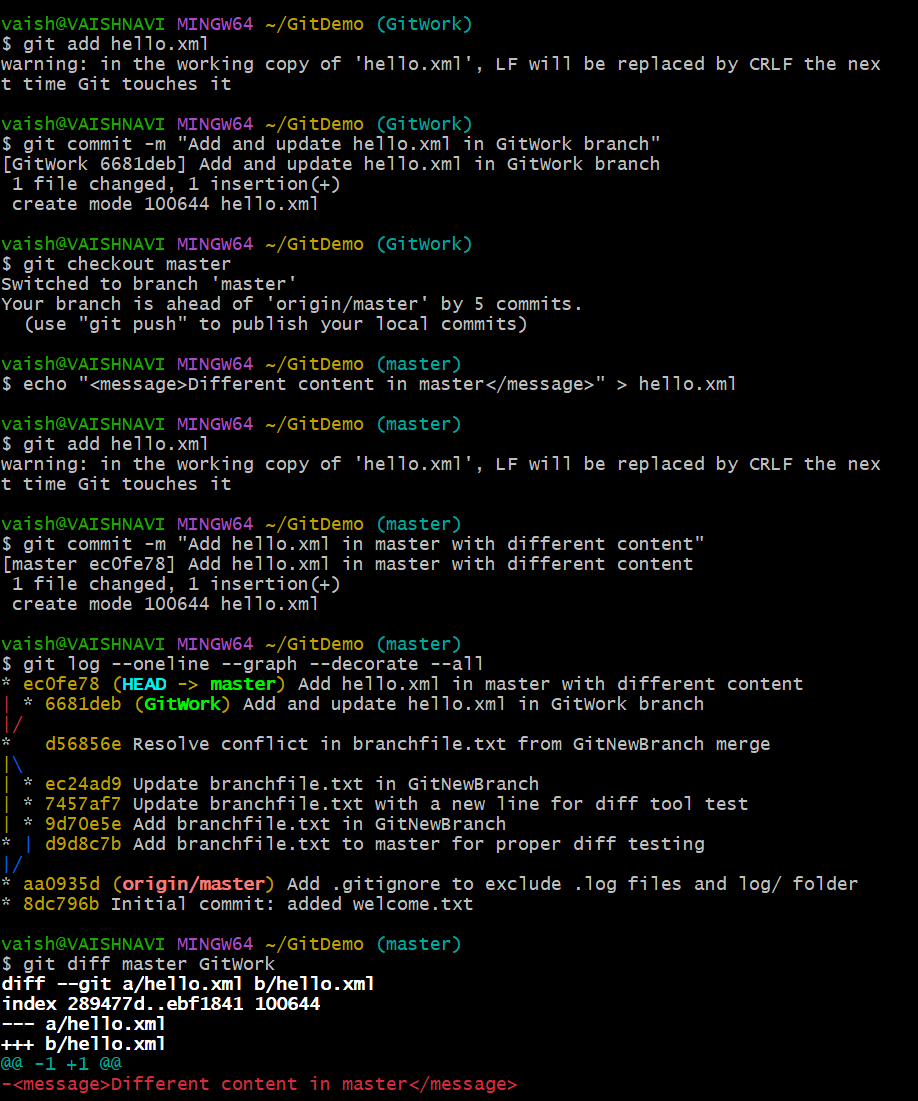 vaish@VAISHNAVI MINGW64 ~/GitDemo (GitWork)
$ git add hello.xml
warning: in the working copy of 'hello.xml', LF will be replaced by CRLF the nex
t time Git touches it
vaish@VAISHNAVI MINGW64 ~/GitDemo (GitWork)
$ git commit -m "Add and update hello.xml in GitWork branch"
[GitWork 6681deb] Add and update hello.xml in GitWork branch
 1 file changed, 1 insertion(+)
 create mode 100644 hello.xml
vaish@VAISHNAVI MINGW64 ~/GitDemo (GitWork)
$ git checkout master
Switched to branch 'master'
Your branch is ahead of 'origin/master' by 5 commits.
  (use "git push" to publish your local commits)
vaish@VAISHNAVI MINGW64 ~/GitDemo (master)
$ echo "<message>Different content in master</message>" > hello.xml
vaish@VAISHNAVI MINGW64 ~/GitDemo (master)
$ git add hello.xml
warning: in the working copy of 'hello.xml', LF will be replaced by CRLF the nex
t time Git touches it
vaish@VAISHNAVI MINGW64 ~/GitDemo (master)
$ git commit -m "Add hello.xml in master with different content"
[master ec0fe78] Add hello.xml in master with different content
 1 file changed, 1 insertion(+)
 create mode 100644 hello.xml
vaish@VAISHNAVI MINGW64 ~/GitDemo (master)
$ git log --oneline --graph --decorate --all
* ec0fe78 (HEAD -> master) Add hello.xml in master with different content
| * 6681deb (GitWork) Add and update hello.xml in GitWork branch
|/
*   d56856e Resolve conflict in branchfile.txt from GitNewBranch merge
|\
| * ec24ad9 Update branchfile.txt in GitNewBranch
| * 7457af7 Update branchfile.txt with a new line for diff tool test
| * 9d70e5e Add branchfile.txt in GitNewBranch
* | d9d8c7b Add branchfile.txt to master for proper diff testing
|/
* aa0935d (origin/master) Add .gitignore to exclude .log files and log/ folder
* 8dc796b Initial commit: added welcome.txt
vaish@VAISHNAVI MINGW64 ~/GitDemo (master)
$ git diff master GitWork
diff --git a/hello.xml b/hello.xml
index 289477d..ebf1841 100644
--- a/hello.xml
+++ b/hello.xml
@@ -1 +1 @@
-<message>Different content in master</message>